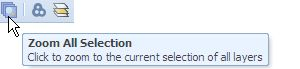 Zoom All Selection
Click to zoom to the current selection of all layers